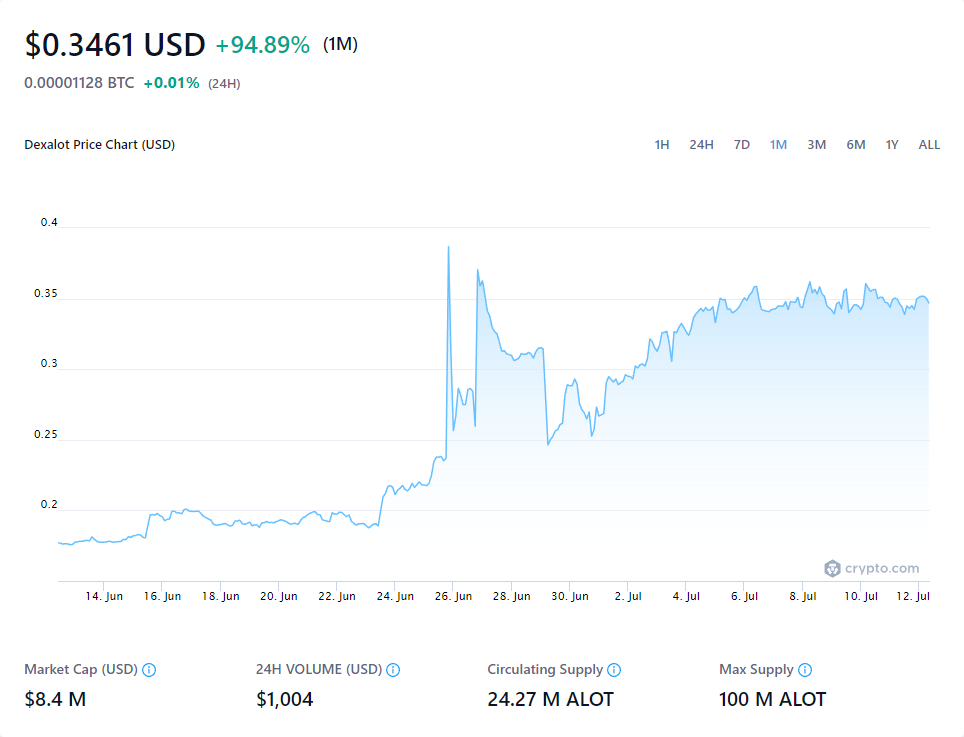 $0.3461 USD +94.89% (1M)
0.00001128 BTC +0.01% (24H)
Dexalot Price Chart (USD) 1H 24H 7D 1M 3M 6M 1Y ALL
0.4
0.35
0.3
0.25
0.2
crypto.com
14. Jun 16. Jun 18. Jun 20. Jun 22. Jun 24. Jun 26. Jun 28. Jun 30. Jun 2. Jul 4. Jul 6. Jul 8. Jul 10. Jul 12. Jul
Market Cap (USD) 24H VOLUME (USD) Circulating Supply Max Supply
$8.4 M $1,004 24.27 M ALOT 100 M ALOT